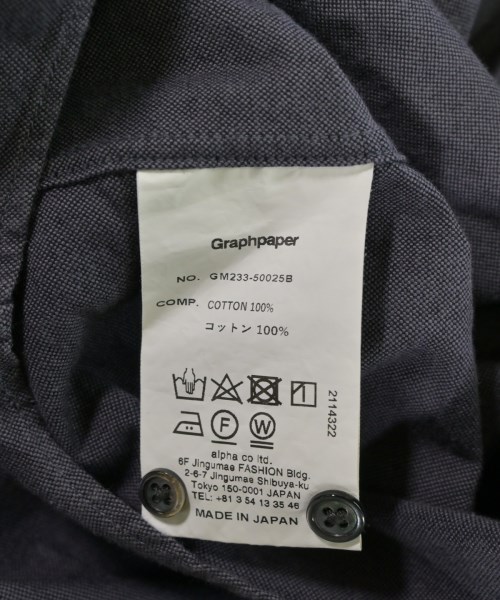 Graphpaper
NO. GM233-50025B
COMP. COTTON 100%
コットン 100%
2114322
F W
alpha co ltd.
6F Jingumae FASHION Bldg.
2-6-7 Jingumae Shibuya-ku
Tokyo 150-0001 JAPAN
TEL: +81 3 54 13 35 46
MADE IN JAPAN